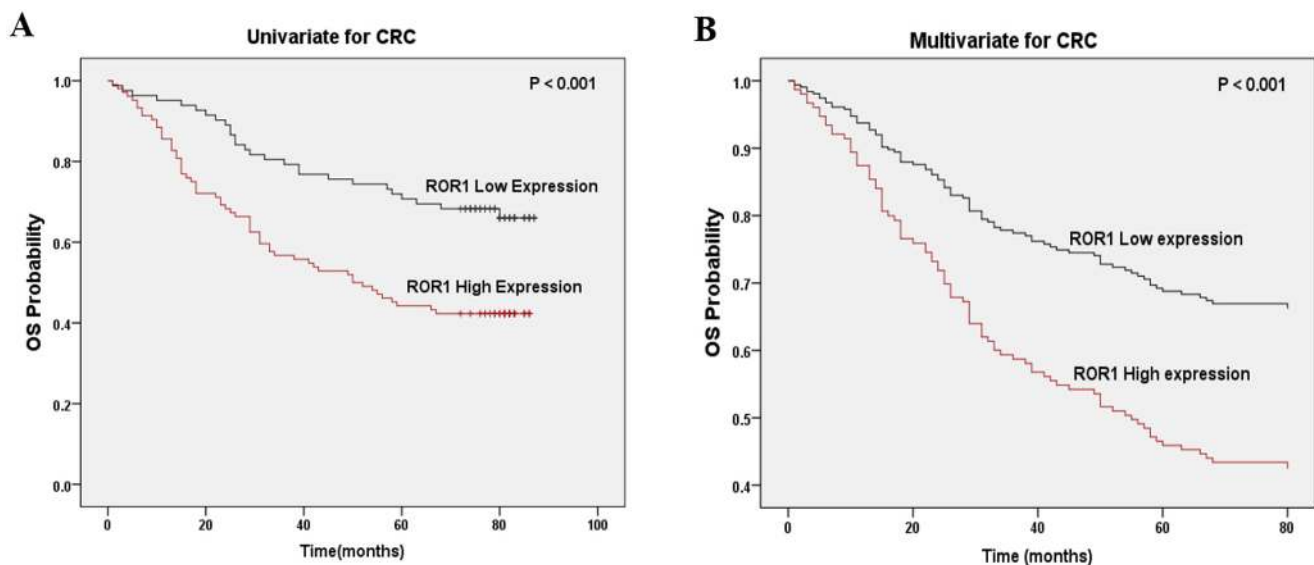 A
Univariate for CRC
P < 0.001
1.0
0.8
0.6
0.4
0.2
0.0
OS Probability
ROR1 Low Expression
ROR1 High Expression
0 20 40 60 80 100
Time(months)
B
Multivariate for CRC
P < 0.001
1.0
0.9
0.8
0.7
0.6
0.5
0.4
OS Probability
ROR1 Low expression
ROR1 High expression
0 20 40 60 80
Time (months)